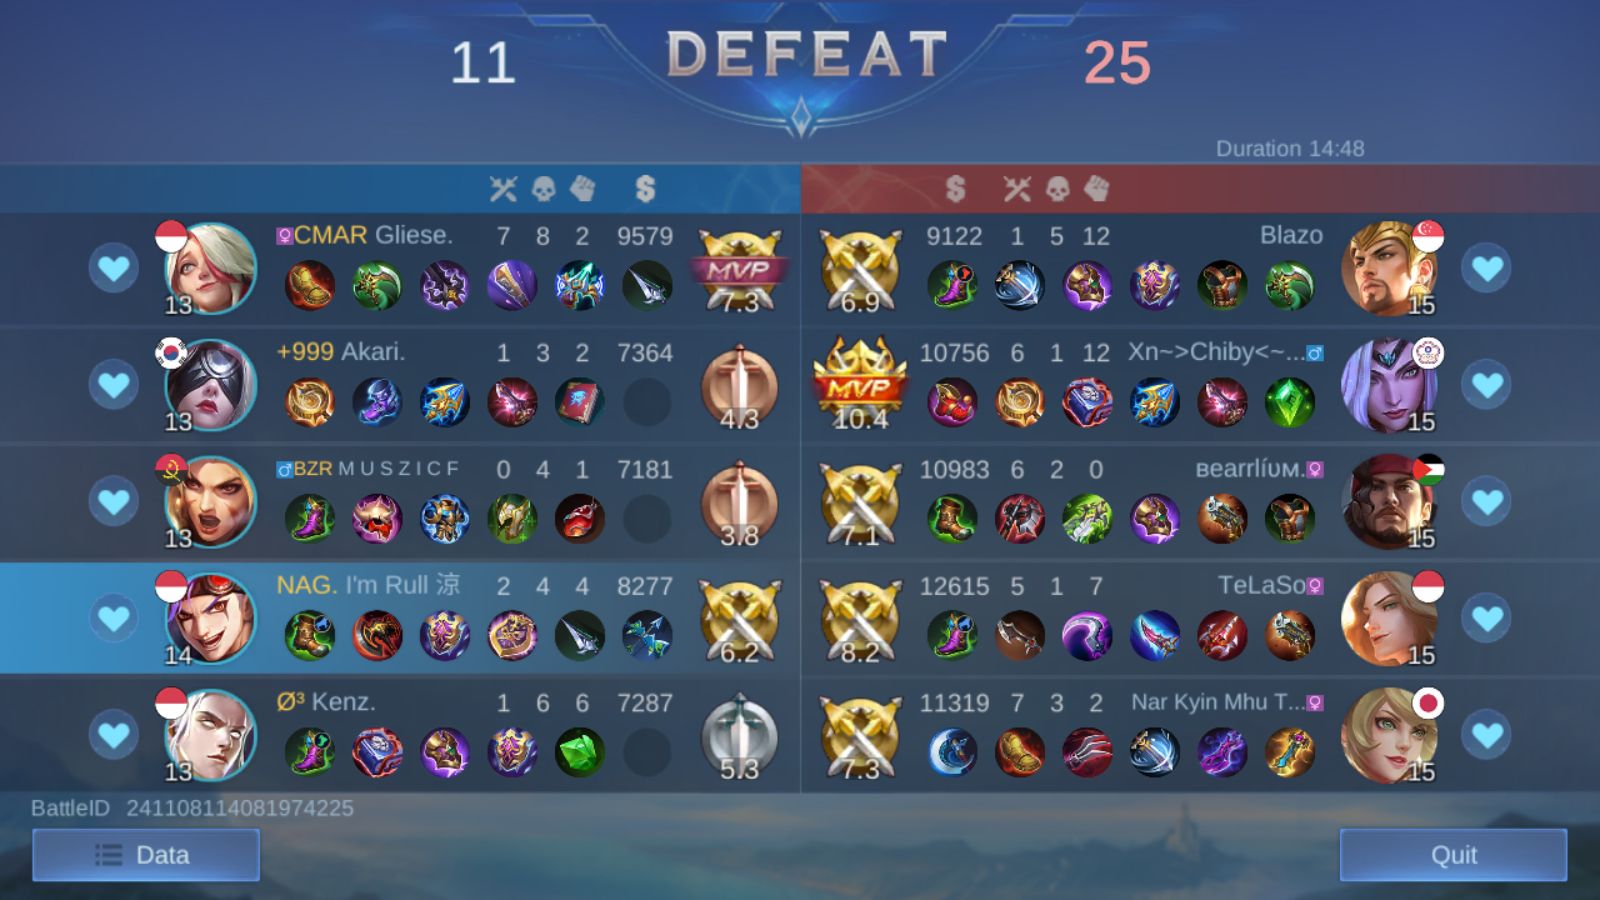 11 DEFEAT 25
Duration 14:48
CMAR Gliese. 7 8 2 9579 MVP 7.3
13
+999 Akari. 1 3 2 7364 4.3
13
BZR M U S Z I C F 0 4 1 7181 3.8
13
NAG. I'm Rull 涼 2 4 4 8277 6.2
14
Ø³ Kenz. 1 6 6 7287 5.3
13
6.9 9122 1 5 12 Blazo
15
MVP 10.4 10756 6 1 12 Xn~>Chiby<~...
15
7.1 10983 6 2 0 ʙearrlíυм.
15
8.2 12615 5 1 7 TeLaSo
15
7.3 11319 7 3 2 Nar Kyin Mhu T...
15
BattleID 241108114081974225
Data
Quit